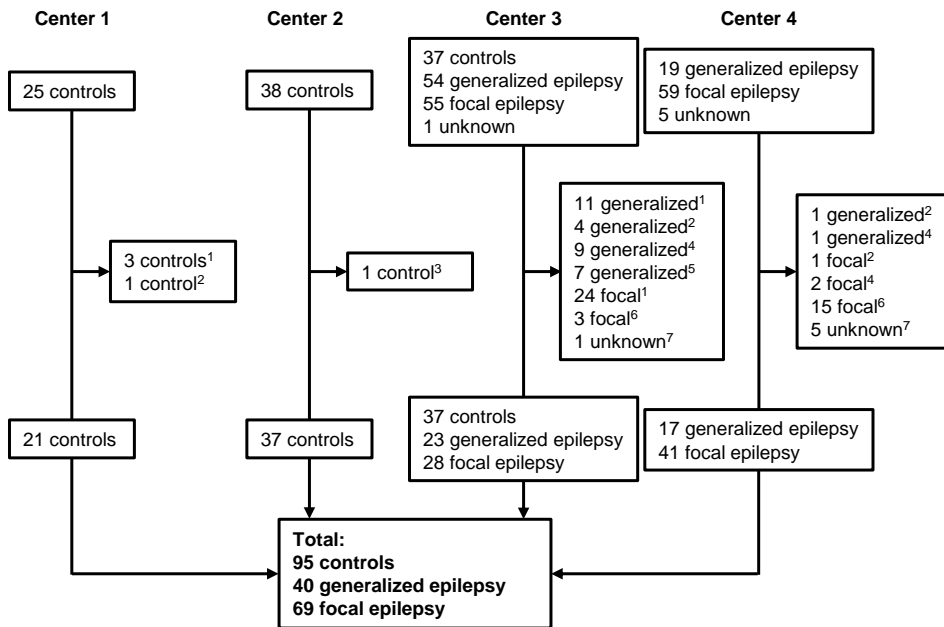 Center 1
Center 2
Center 3
Center 4
25 controls
38 controls
37 controls
54 generalized epilepsy
55 focal epilepsy
1 unknown
19 generalized epilepsy
59 focal epilepsy
5 unknown
3 controls¹
1 control²
1 control³
11 generalized¹
4 generalized²
9 generalized⁴
7 generalized⁵
24 focal¹
3 focal⁶
1 unknown⁷
1 generalized²
1 generalized⁴
1 focal²
2 focal⁴
15 focal⁶
5 unknown⁷
21 controls
37 controls
37 controls
23 generalized epilepsy
28 focal epilepsy
17 generalized epilepsy
41 focal epilepsy
Total:
95 controls
40 generalized epilepsy
69 focal epilepsy